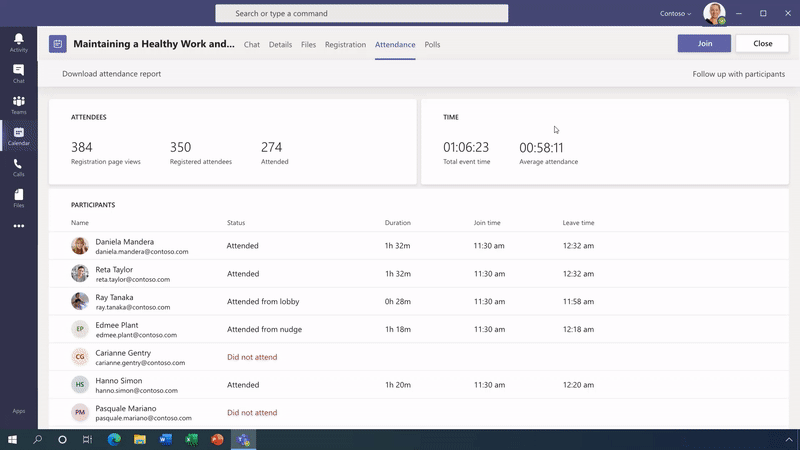 Search or type a command
Contoso
Maintaining a Healthy Work and... Chat Details Files Registration Attendance Polls Join Close
Download attendance report Follow up with participants
Activity
Chat
Teams
Calendar
Calls
Files
Apps
ATTENDEES
384 350 274
Registration page views Registered attendees Attended
TIME
01:06:23 00:58:11
Total event time Average attendance
PARTICIPANTS
Name Status Duration Join time Leave time
Daniela Mandera Attended 1h 32m 11:30 am 12:32 am
daniela.mandera@contoso.com
Reta Taylor Attended 1h 32m 11:30 am 12:32 am
reta.taylor@contoso.com
Ray Tanaka Attended from lobby 0h 28m 11:30 am 11:58 am
ray.tanaka@contoso.com
EP Edmee Plant Attended from nudge 1h 18m 11:30 am 12:18 am
edmee.plant@contoso.com
CG Carianne Gentry Did not attend
carianne.gentry@contoso.com
HS Hanno Simon Attended 1h 20m 11:30 am 12:20 am
hanno.simon@contoso.com
PM Pasquale Mariano Did not attend
pasquale.mariano@contoso.com